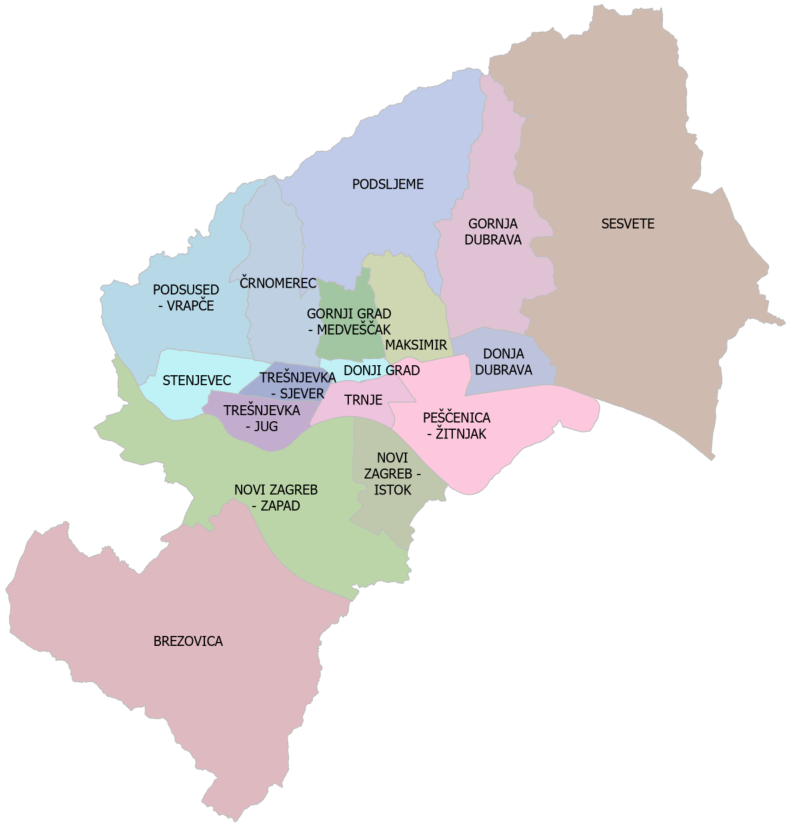 PODSLJEME
GORNJA
DUBRAVA
SESVETE
PODSUSED
- VRAPČE
ČRNOMEREC
GORNJI GRAD
- MEDVEŠČAK
MAKSIMIR
DONJA
DUBRAVA
STENJEVEC
TREŠNJEVKA
- SJEVER
DONJI GRAD
TRNJE
TREŠNJEVKA
- JUG
PEŠČENICA
- ŽITNJAK
NOVI
ZAGREB -
ISTOK
NOVI ZAGREB
- ZAPAD
BREZOVICA